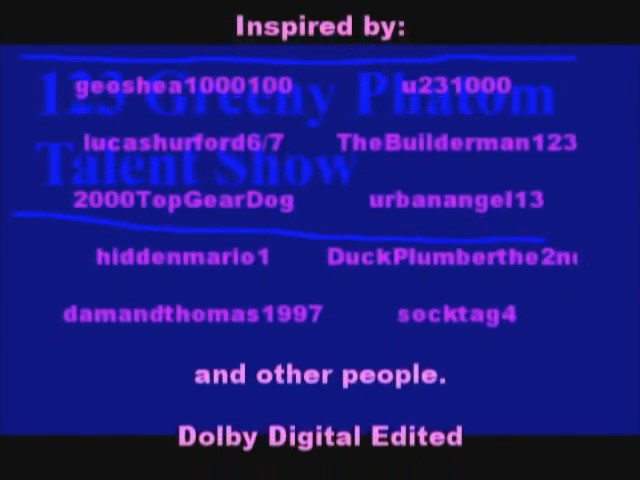 Inspired by:
123 Greeny Phatom
geoshea1000100 u231000
lucashurford6/7 TheBuilderman123
Talent Show
2000TopGearDog urbanangel13
hiddenmario1 DuckPlumberthe2n
damandthomas1997 socktag4
and other people.
Dolby Digital Edited